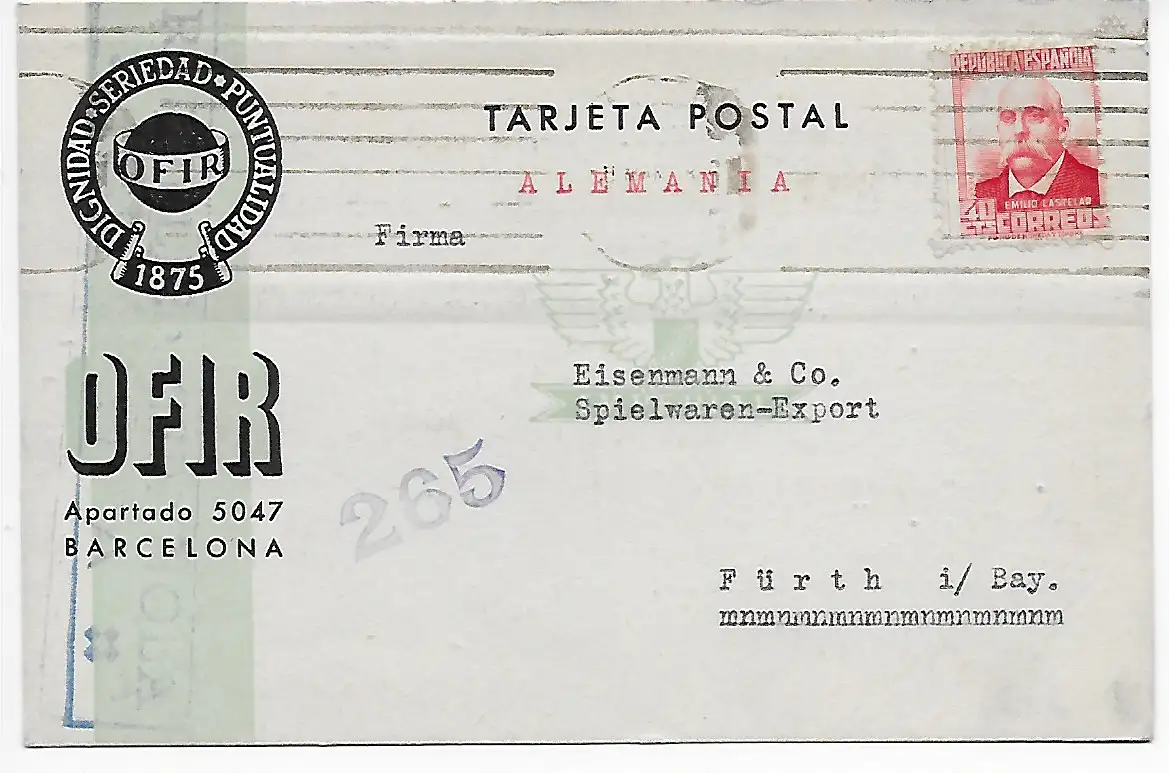 DIGNIDAD·SERIEDAD·PUNTUALIDAD
OFIR
1875
TARJETA POSTAL
REPUBLICA ESPAÑOLA
EMILIO CASTELAR
40 CTS CORREOS
ALEMANIA
Firma
OFIR
Apartado 5047
BARCELONA
Eisenmann & Co.
Spielwaren-Export
265
Fürth i/ Bay.